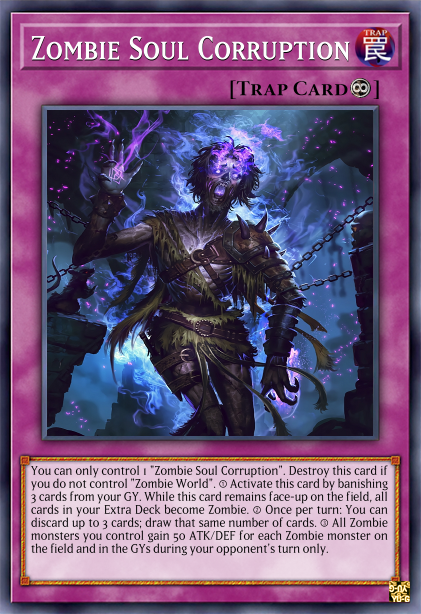 Zombie Soul Corruption
TRAP
罠
[Trap Card]
You can only control 1 "Zombie Soul Corruption". Destroy this card if
you do not control "Zombie World". ① Activate this card by banishing
3 cards from your GY. While this card remains face-up on the field, all
cards in your Extra Deck become Zombie. ② Once per turn: You can
discard up to 3 cards; draw that same number of cards. ③ All Zombie
monsters you control gain 50 ATK/DEF for each Zombie monster on
the field and in the GYs during your opponent's turn only.